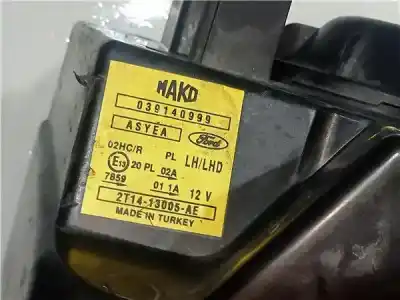 MAKO
039140999
ASYEA
Ford
02HC/R PL LH/LHD
E13 20 PL 02A
7859 01 1A 12 V
2T14-13005-AE
MADE IN TURKEY